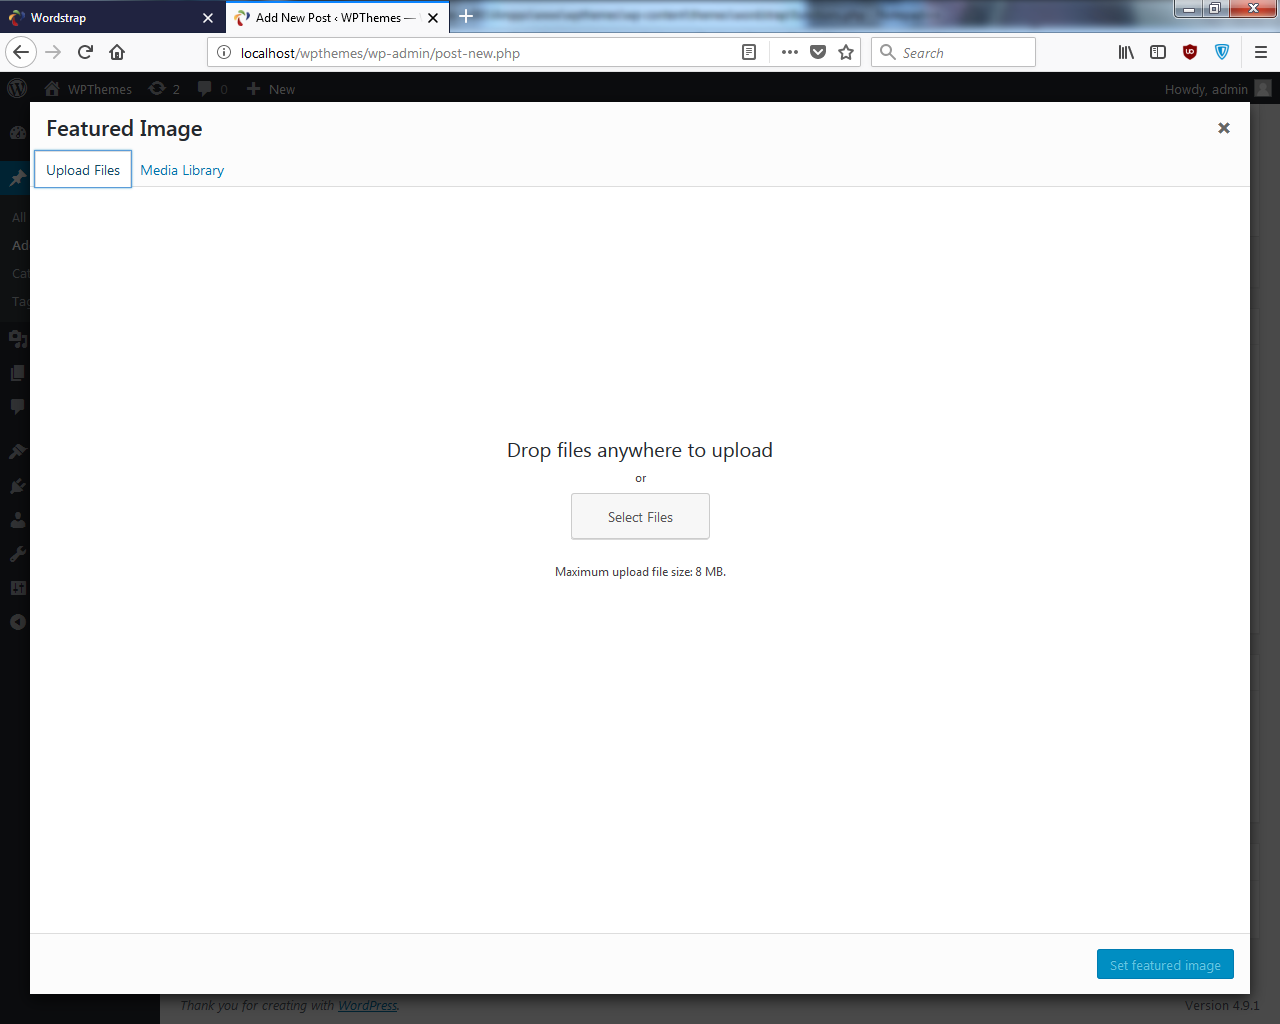 Wordstrap
Add New Post ‹ WPThemes —
localhost/wpthemes/wp-admin/post-new.php
Search
WPThemes 2 0 New
Howdy, admin
Featured Image
Upload Files Media Library
All
Ad
Cat
Tag
Drop files anywhere to upload
or
Select Files
Maximum upload file size: 8 MB.
Set featured image
Thank you for creating with WordPress.
Version 4.9.1